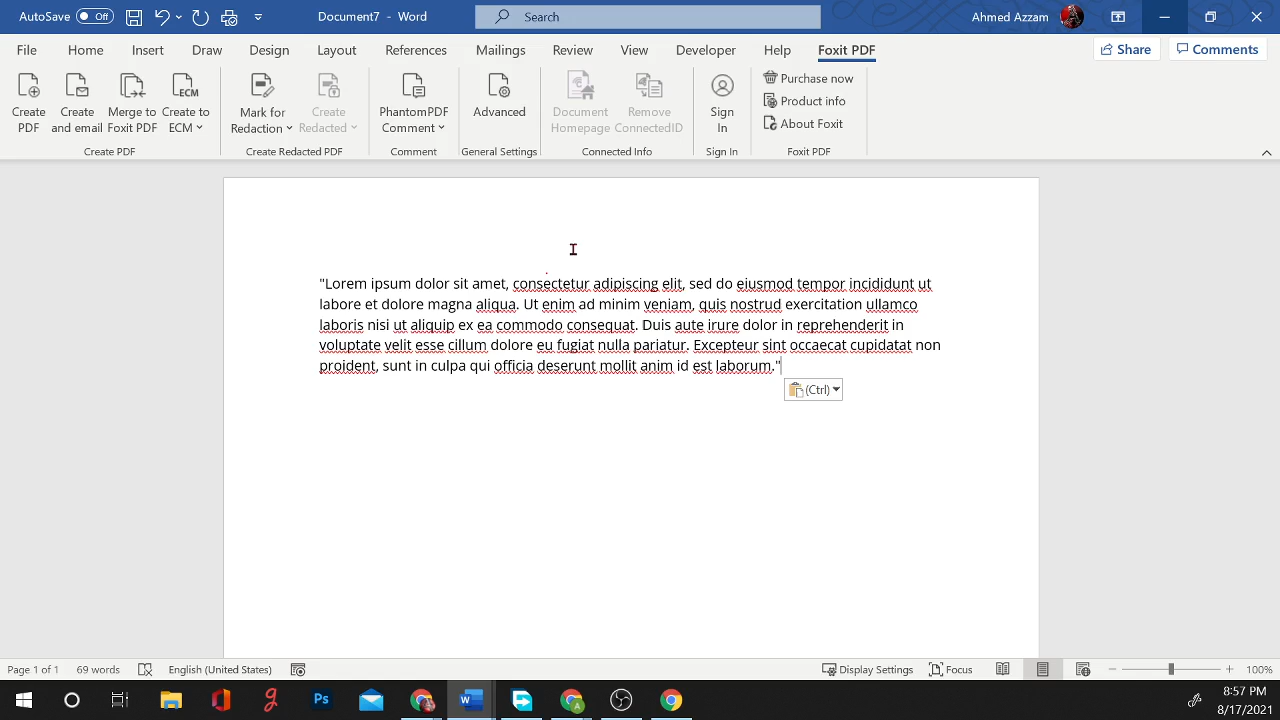 AutoSave Off Document7 - Word Search Ahmed Azzam
File Home Insert Draw Design Layout References Mailings Review View Developer Help Foxit PDF Share Comments
Create PDF
Create and email
Merge to Foxit PDF
ECM
Create to ECM
Mark for Redaction
Create Redacted
PhantomPDF Comment
Advanced
Document Homepage
Remove ConnectedID
Sign In
Purchase now
Product info
About Foxit
Create PDF Create Redacted PDF Comment General Settings Connected Info Sign In Foxit PDF
"Lorem ipsum dolor sit amet, consectetur adipiscing elit, sed do eiusmod tempor incididunt ut
labore et dolore magna aliqua. Ut enim ad minim veniam, quis nostrud exercitation ullamco
laboris nisi ut aliquip ex ea commodo consequat. Duis aute irure dolor in reprehenderit in
voluptate velit esse cillum dolore eu fugiat nulla pariatur. Excepteur sint occaecat cupidatat non
proident, sunt in culpa qui officia deserunt mollit anim id est laborum."
(Ctrl)
Page 1 of 1 69 words English (United States) Display Settings Focus 100%
Ps W A
8:57 PM
8/17/2021